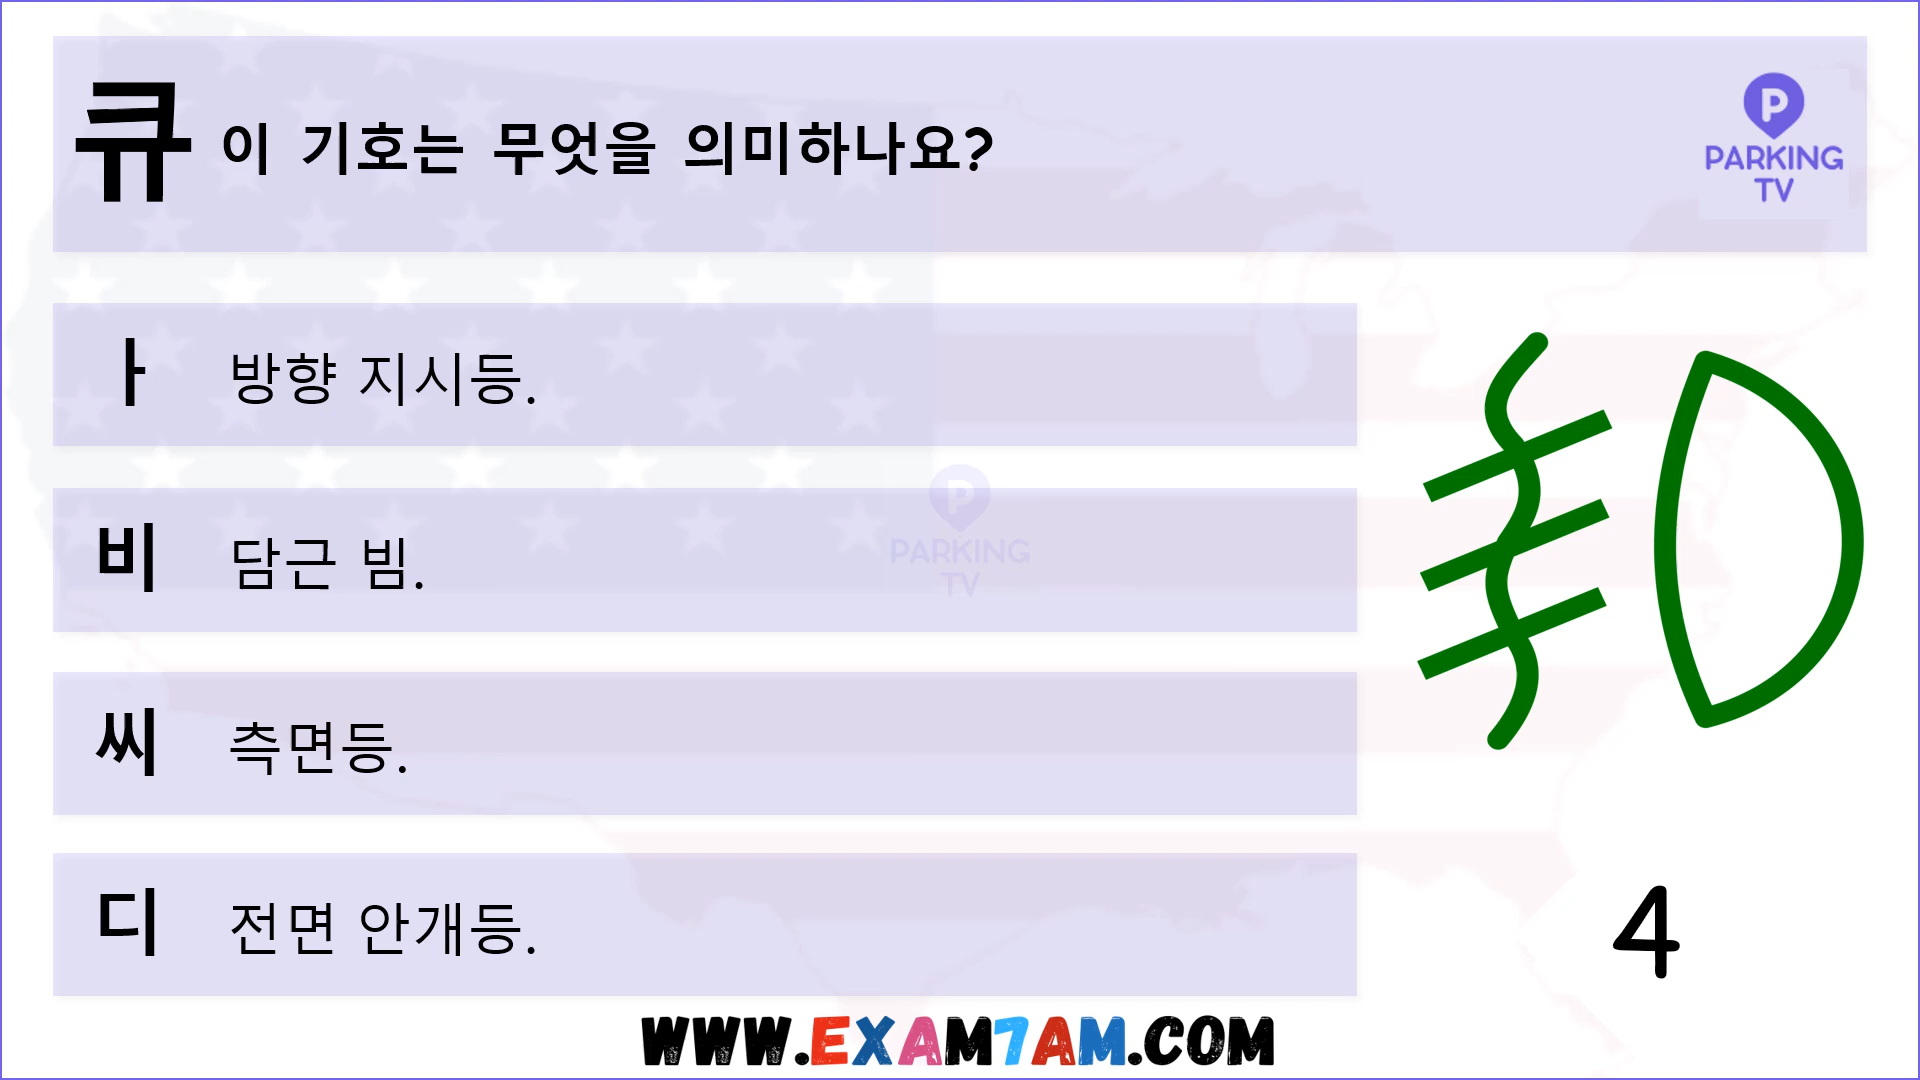 큐 이 기호는 무엇을 의미하나요?
PARKING
TV
ㅏ 방향 지시등.
비 담근 빔.
PARKING
TV
씨 측면등.
디 전면 안개등.
4
WWW.EXAM7AM.COM